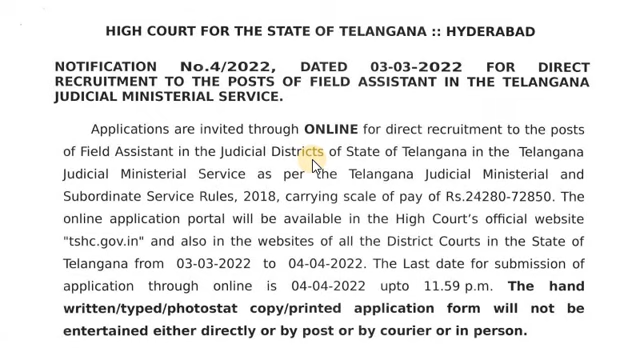 HIGH COURT FOR THE STATE OF TELANGANA :: HYDERABAD
NOTIFICATION No.4/2022, DATED 03-03-2022 FOR DIRECT
RECRUITMENT TO THE POSTS OF FIELD ASSISTANT IN THE TELANGANA
JUDICIAL MINISTERIAL SERVICE.
Applications are invited through ONLINE for direct recruitment to the posts
of Field Assistant in the Judicial Districts of State of Telangana in the Telangana
Judicial Ministerial Service as per the Telangana Judicial Ministerial and
Subordinate Service Rules, 2018, carrying scale of pay of Rs.24280-72850. The
online application portal will be available in the High Court's official website
"tshc.gov.in" and also in the websites of all the District Courts in the State of
Telangana from 03-03-2022 to 04-04-2022. The Last date for submission of
application through online is 04-04-2022 upto 11.59 p.m. The hand
written/typed/photostat copy/printed application form will not be
entertained either directly or by post or by courier or in person.